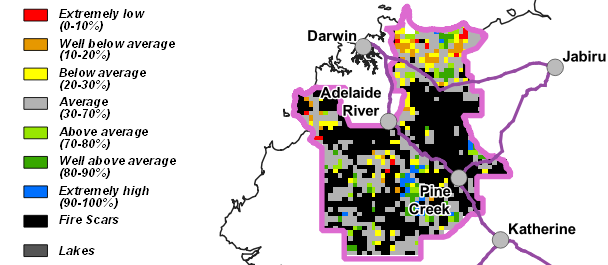 Extremely low
(0-10%)
Well below average
(10-20%)
Below average
(20-30%)
Average
(30-70%)
Above average
(70-80%)
Well above average
(80-90%)
Extremely high
(90-100%)
Fire Scars
Lakes
Darwin
Jabiru
Adelaide
River
Pine
Creek
Katherine